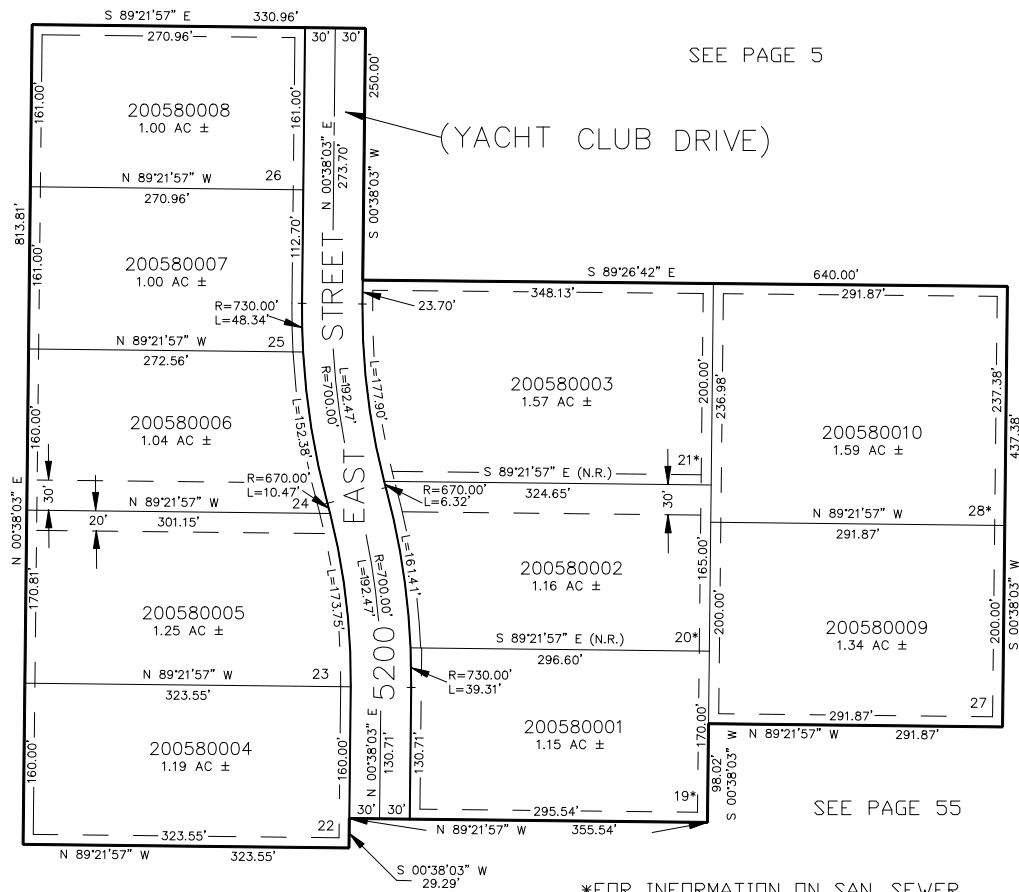 S 89°21'57" E 330.96'
270.96'
30' 30'
SEE PAGE 5
250.00'
161.00'
161.00'
200580008
1.00 AC ±
(YACHT CLUB DRIVE)
N 00°38'03" E
273.70'
S 00°38'03" W
N 89°21'57" W 26
270.96'
813.81'
112.70'
161.00'
200580007
1.00 AC ±
STREET
S 89°26'42" E 640.00'
348.13'
291.87'
23.70'
R=730.00'
L=48.34'
N 89°21'57" W 25
272.56'
L=177.90'
L=192.47'
R=700.00'
200580003
1.57 AC ±
200.00'
236.98'
237.38'
437.38'
L=152.38'
160.00'
200580006
1.04 AC ±
200580010
1.59 AC ±
EAST
S 89°21'57" E (N.R.) 21*
324.65'
30'
R=670.00'
L=10.47'
R=670.00'
L=6.32'
30'
N 89°21'57" W 24
301.15'
20'
N 89°21'57" W 28*
291.87'
N 00°38'03" E
170.81'
L=173.75'
R=700.00'
L=192.47'
L=161.41'
200580002
1.16 AC ±
165.00'
200.00'
200.00'
S 00°38'03" W
200580005
1.25 AC ±
200580009
1.34 AC ±
S 89°21'57" E (N.R.) 20*
296.60'
5200
N 89°21'57" W 23
323.55'
R=730.00'
L=39.31'
27
291.87'
N 89°21'57" W 291.87'
200580004
1.19 AC ±
160.00'
160.00'
N 00°38'03" E
130.71'
130.71'
200580001
1.15 AC ±
170.00'
98.02'
S 00°38'03" W
SEE PAGE 55
295.54' 19*
30' 30'
N 89°21'57" W 355.54'
323.55' 22
N 89°21'57" W 323.55'
S 00°38'03" W
29.29'
*FOR INFORMATION ON SAN. SEWER